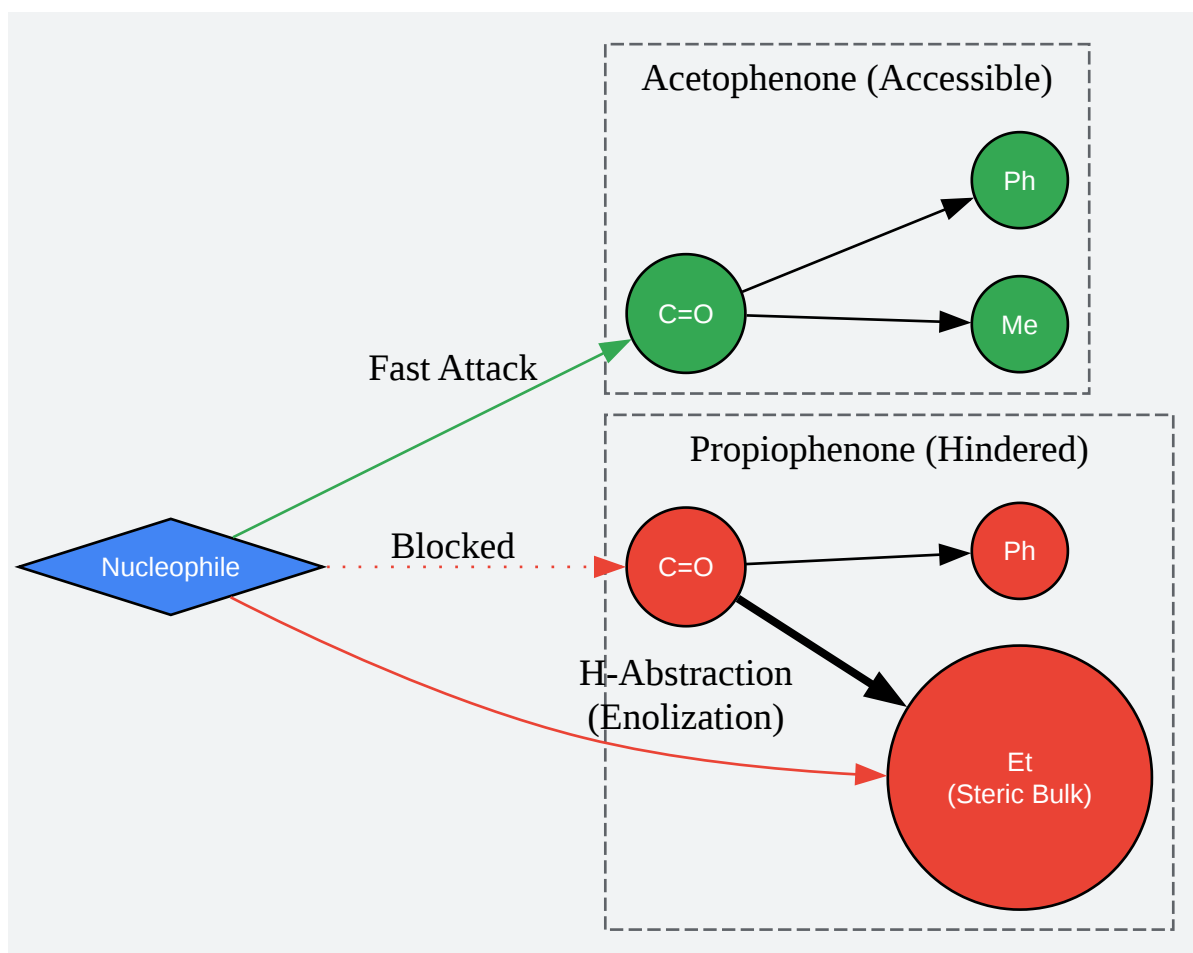 Acetophenone (Accessible)
Ph
C=O
Me
Fast Attack
Propiophenone (Hindered)
Nucleophile
Blocked
C=O
Ph
H-Abstraction
(Enolization)
Et
(Steric Bulk)